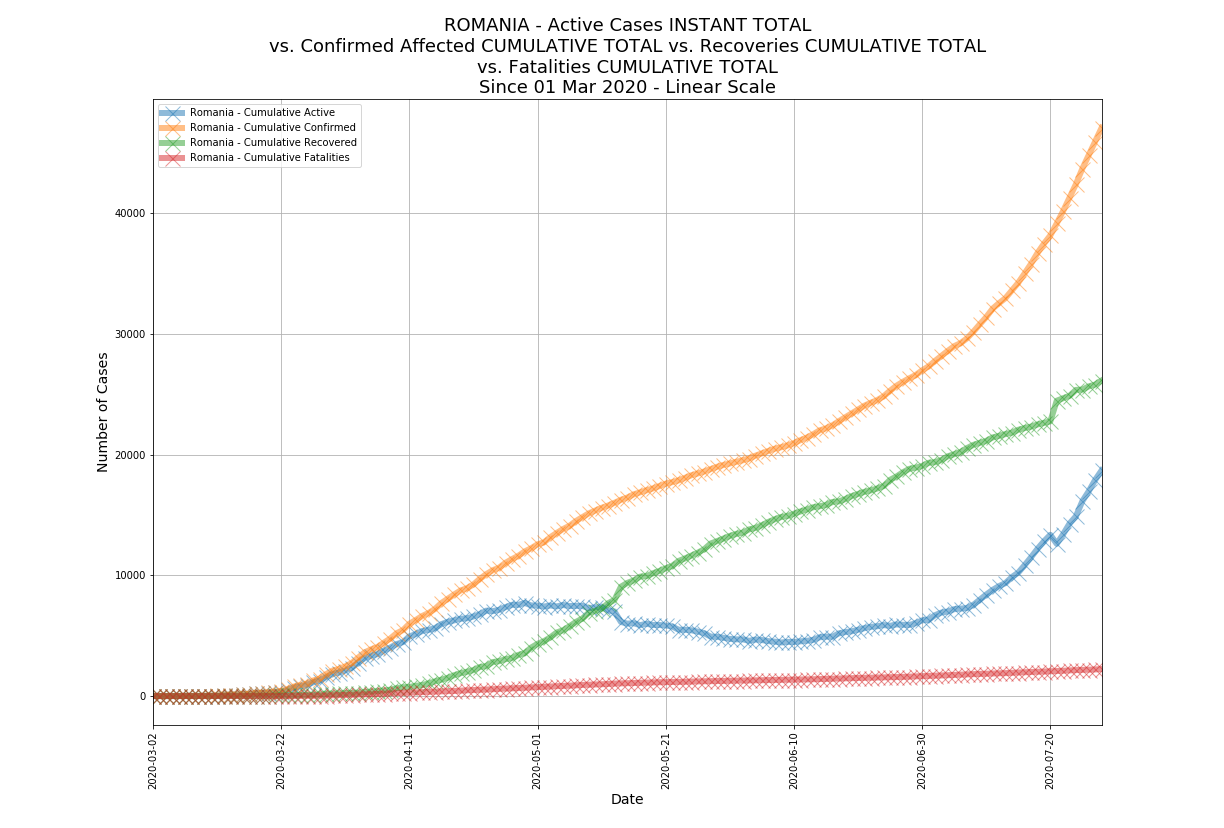 ROMANIA - Active Cases INSTANT TOTAL
vs. Confirmed Affected CUMULATIVE TOTAL vs. Recoveries CUMULATIVE TOTAL
vs. Fatalities CUMULATIVE TOTAL
Since 01 Mar 2020 - Linear Scale
Romania - Cumulative Active
Romania - Cumulative Confirmed
Romania - Cumulative Recovered
Romania - Cumulative Fatalities
Number of Cases
40000
30000
20000
10000
0
2020-03-02
2020-03-22
2020-04-11
2020-05-01
2020-05-21
2020-06-10
2020-06-30
2020-07-20
Date